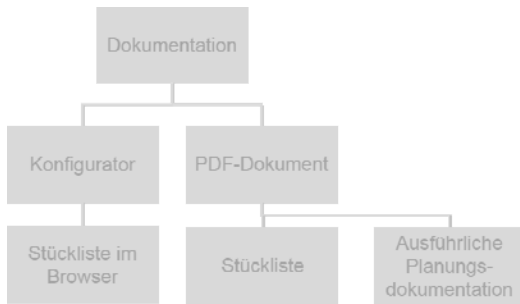 Dokumentation
Konfigurator
PDF-Dokument
Stückliste im
Browser
Stückliste
Ausführliche
Planungs-
dokumentation